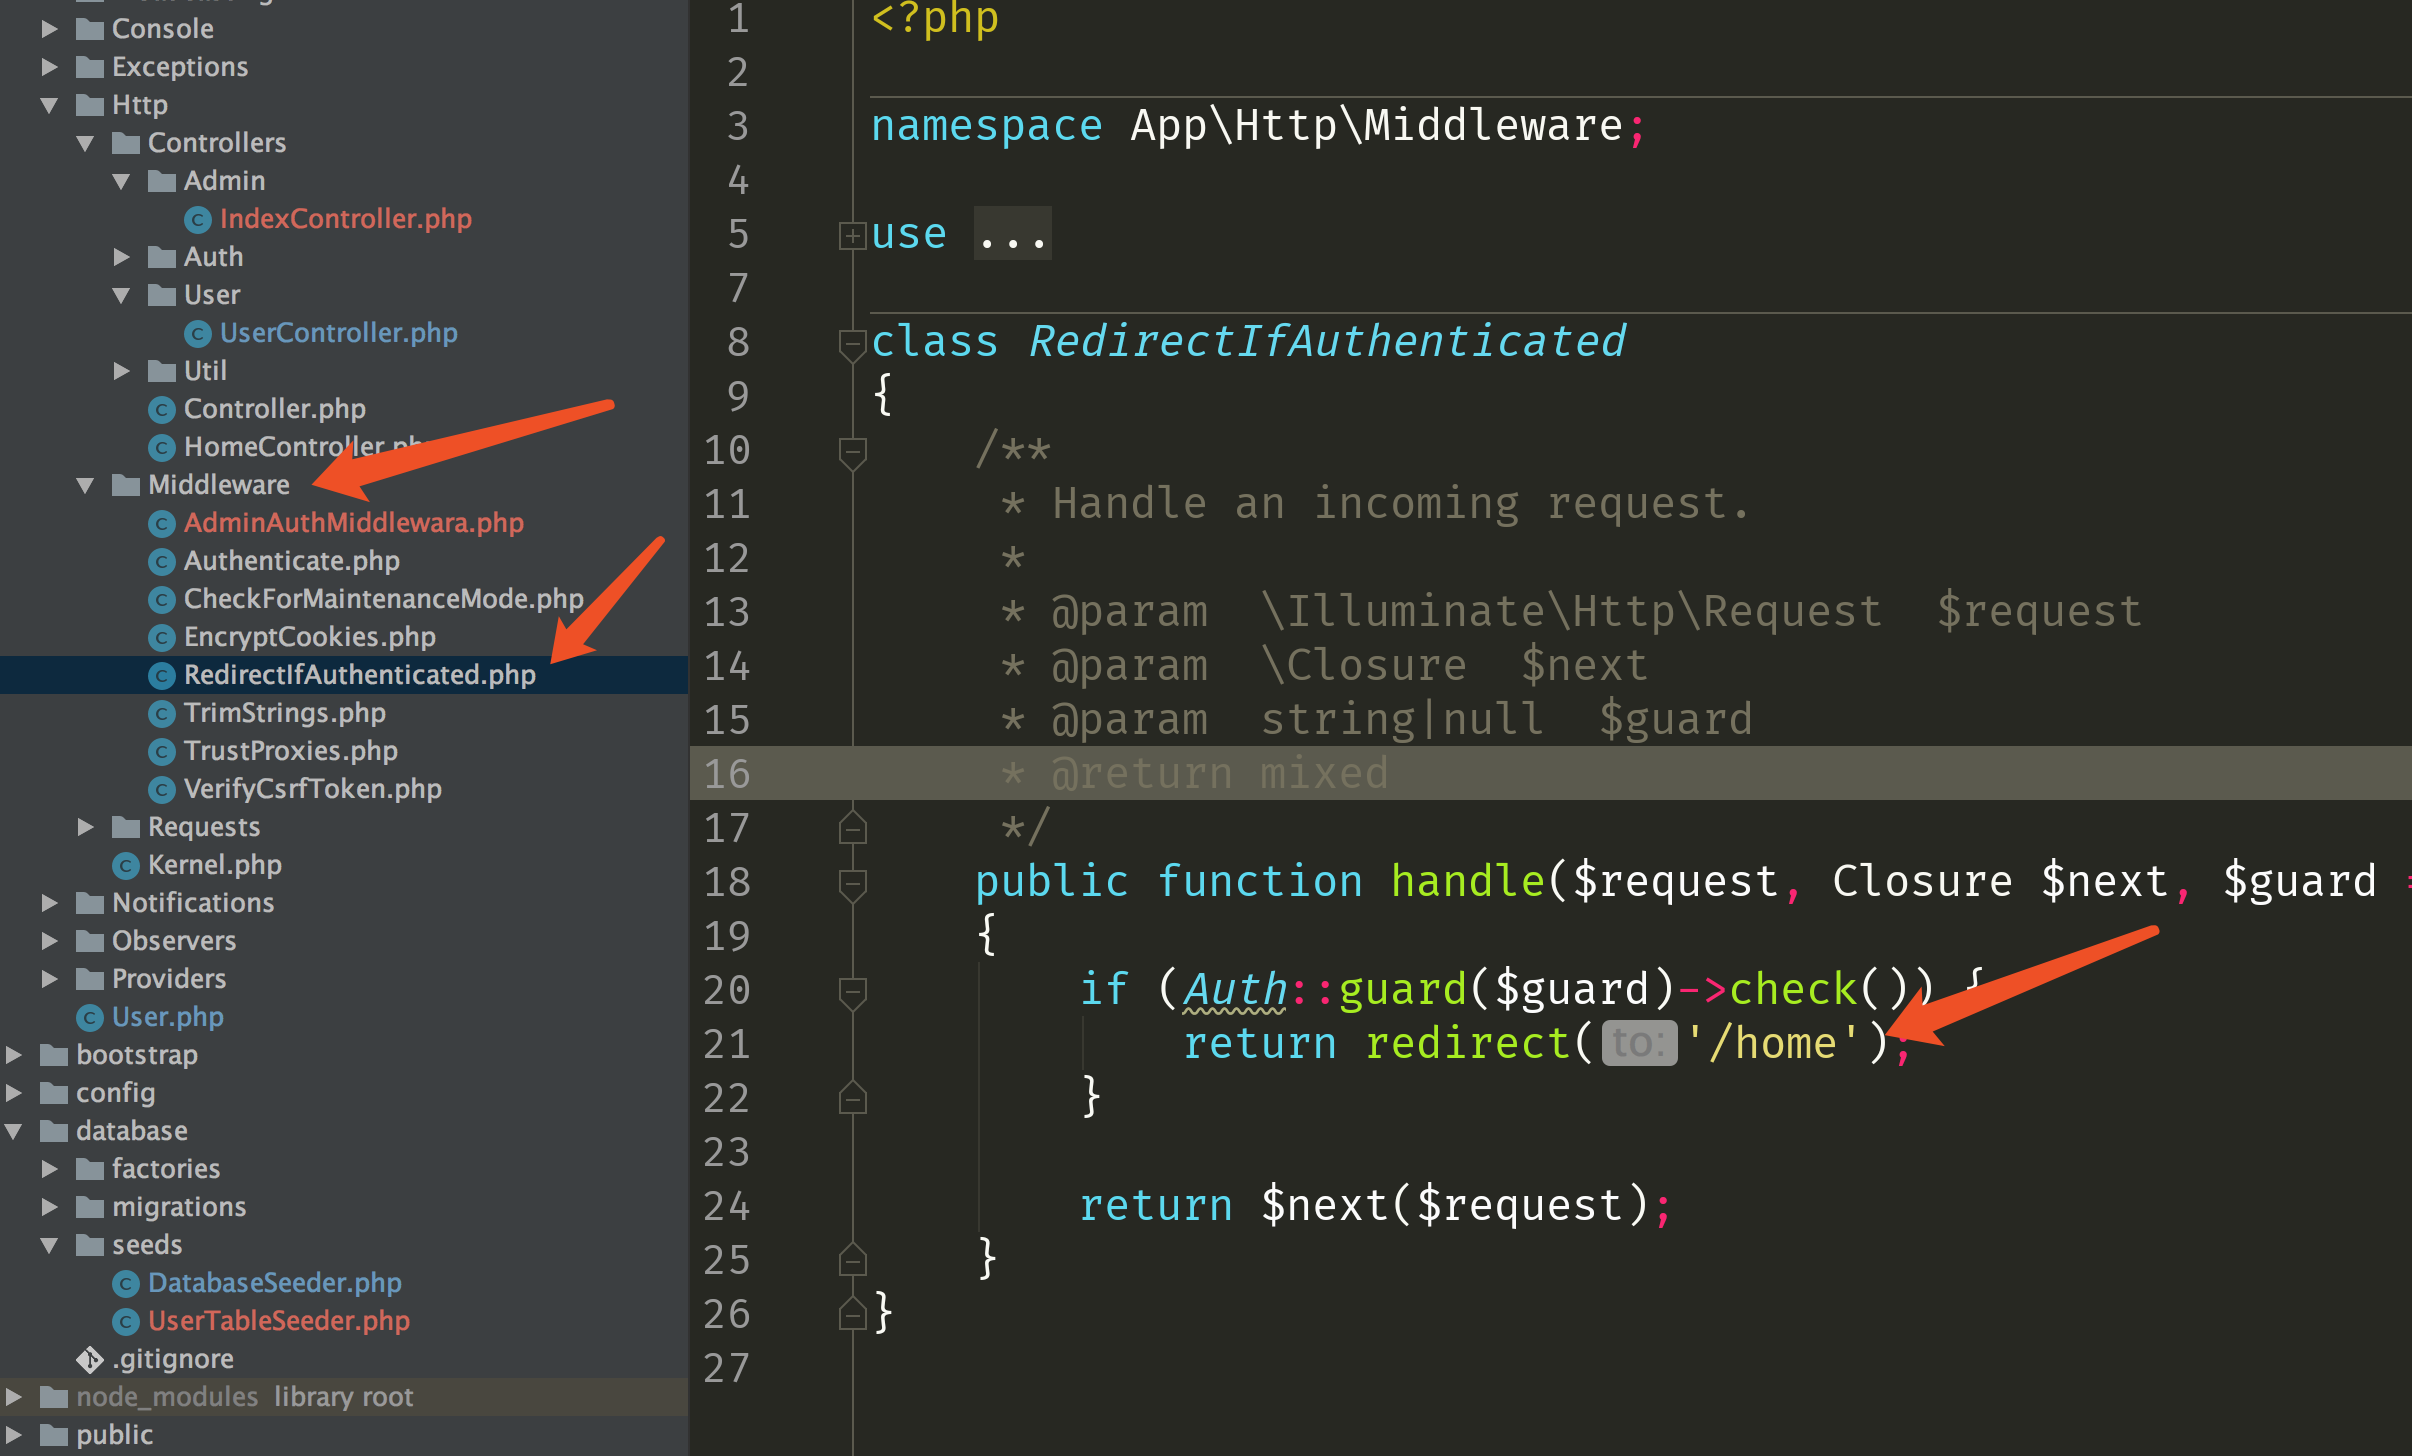 Console
Exceptions
Http
Controllers
Admin
IndexController.php
Auth
User
UserController.php
Util
Controller.php
HomeController.php
Middleware
AdminAuthMiddlewara.php
Authenticate.php
CheckForMaintenanceMode.php
EncryptCookies.php
RedirectIfAuthenticated.php
TrimStrings.php
TrustProxies.php
VerifyCsrfToken.php
Requests
Kernel.php
Notifications
Observers
Providers
User.php
bootstrap
config
database
factories
migrations
seeds
DatabaseSeeder.php
UserTableSeeder.php
.gitignore
node_modules library root
public
1 <?php
2
3 namespace App\Http\Middleware;
4
5 use ...
7
8 class RedirectIfAuthenticated
9 {
10 /**
11 * Handle an incoming request.
12 *
13 * @param \Illuminate\Http\Request $request
14 * @param \Closure $next
15 * @param string|null $guard
16 * @return mixed
17 */
18 public function handle($request, Closure $next, $guard =
19 {
20 if (Auth::guard($guard)->check()) {
21 return redirect( to: '/home');
22 }
23
24 return $next($request);
25 }
26 }
27